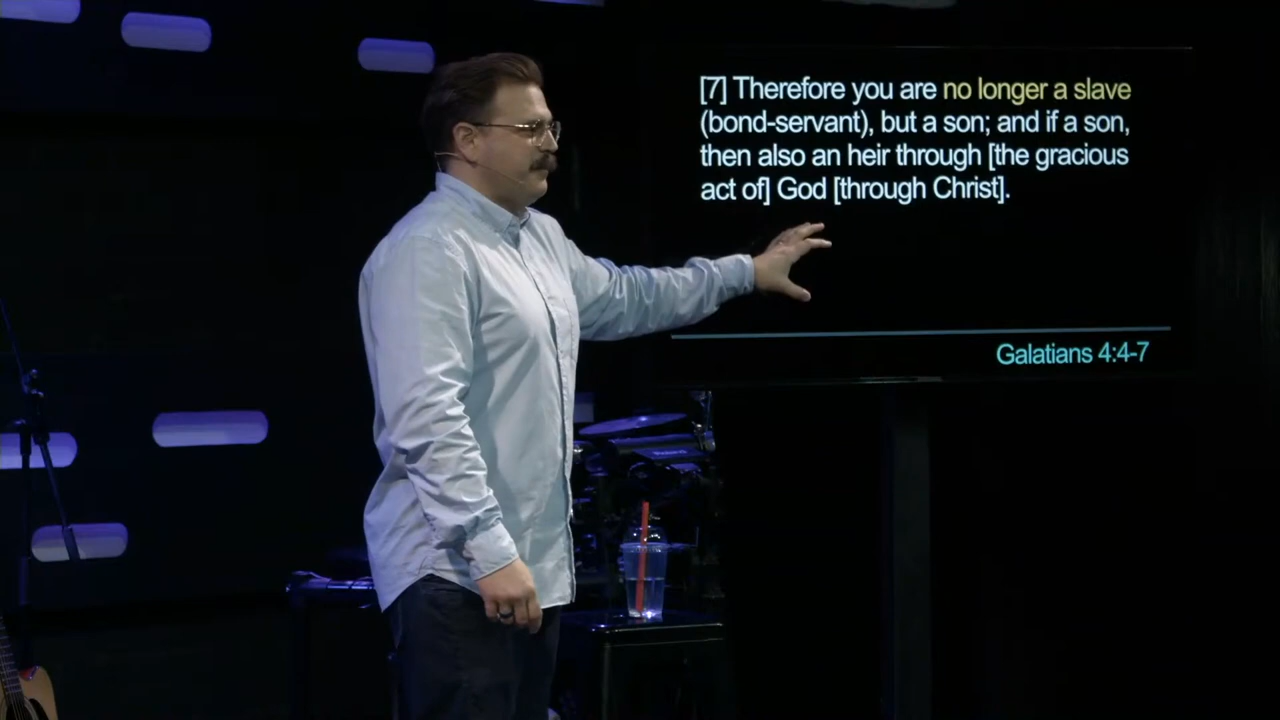 [7] Therefore you are no longer a slave
(bond-servant), but a son; and if a son,
then also an heir through [the gracious
act of] God [through Christ].
Galatians 4:4-7